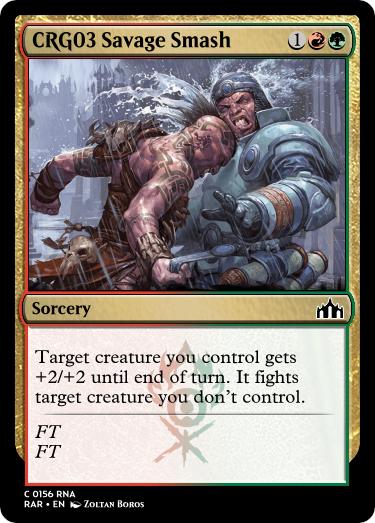 CRG03 Savage Smash 1
Sorcery
Target creature you control gets
+2/+2 until end of turn. It fights
target creature you don't control.
FT
FT
C 0156 RNA
RAR • EN Zoltan Boros